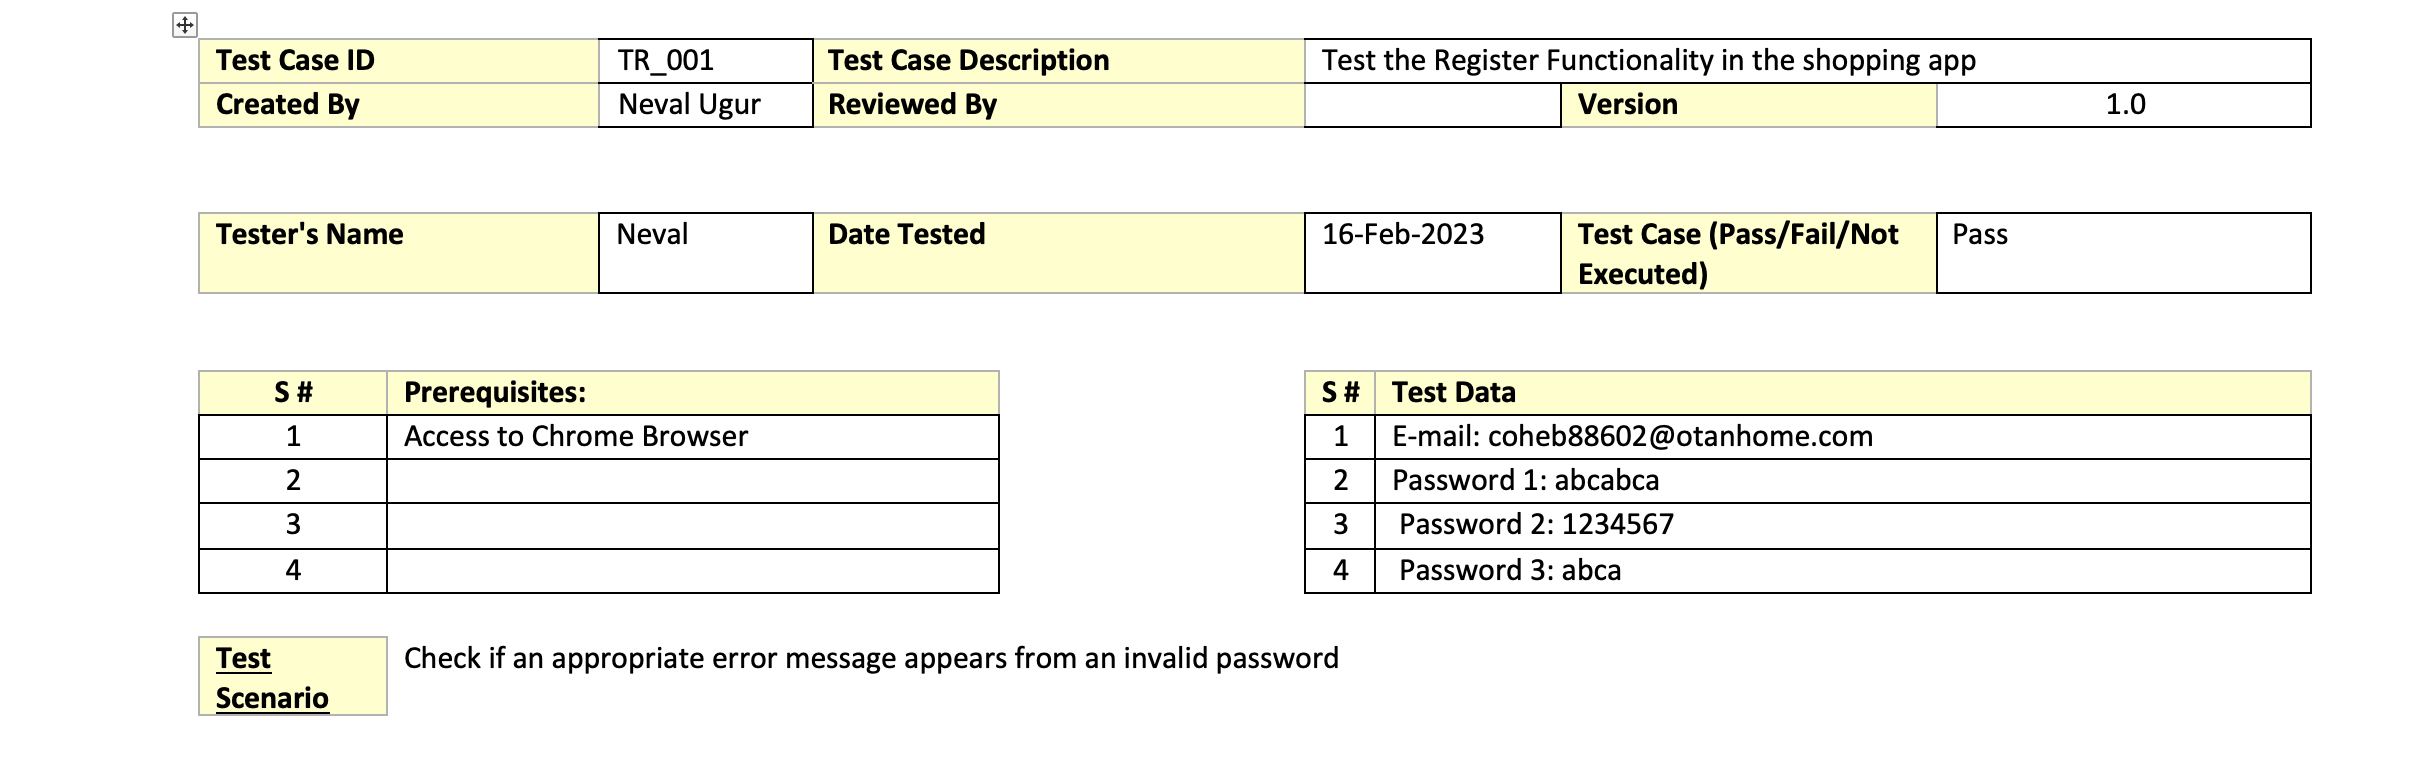 Test Case ID TR_001 Test Case Description Test the Register Functionality in the shopping app
Created By Neval Ugur Reviewed By Version 1.0
Tester's Name Neval Date Tested 16-Feb-2023 Test Case (Pass/Fail/Not Pass
Executed)
S # Prerequisites: S # Test Data
1 Access to Chrome Browser 1 E-mail: coheb88602@otanhome.com
2 2 Password 1: abcabca
3 3 Password 2: 1234567
4 4 Password 3: abca
Test Check if an appropriate error message appears from an invalid password
Scenario